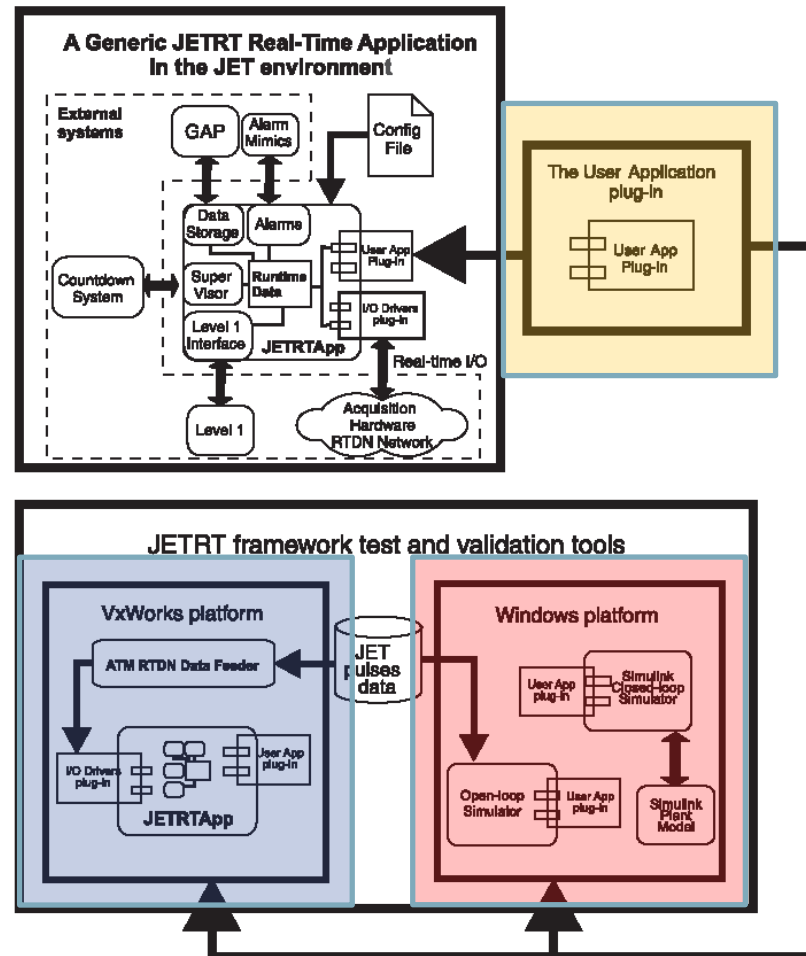 A Generic JETRT Real-Time Application
In the JET environment
External
systems
GAP
Alarm
Mimics
Config
File
Data
Storage
Alarms
User App
Plug-in
Countdown
System
Super
Visor
Runtime
Data
I/O Drivers
plug-in
Level 1
Interface
JETRTApp
Real-time I/O
Level 1
Acquisition
Hardware
RTDN Network
The User Application
plug-in
User App
Plug-in
JETRT framework test and validation tools
VxWorks platform
ATM RTDN Data Feeder
I/O Drivers
plug-in
User App
plug-in
JETRTApp
JET
pulses
data
Windows platform
User App
plug-in
Simulink
Closed-loop
Simulator
Open-loop
Simulator
User App
plug-in
Simulink
Plant
Model